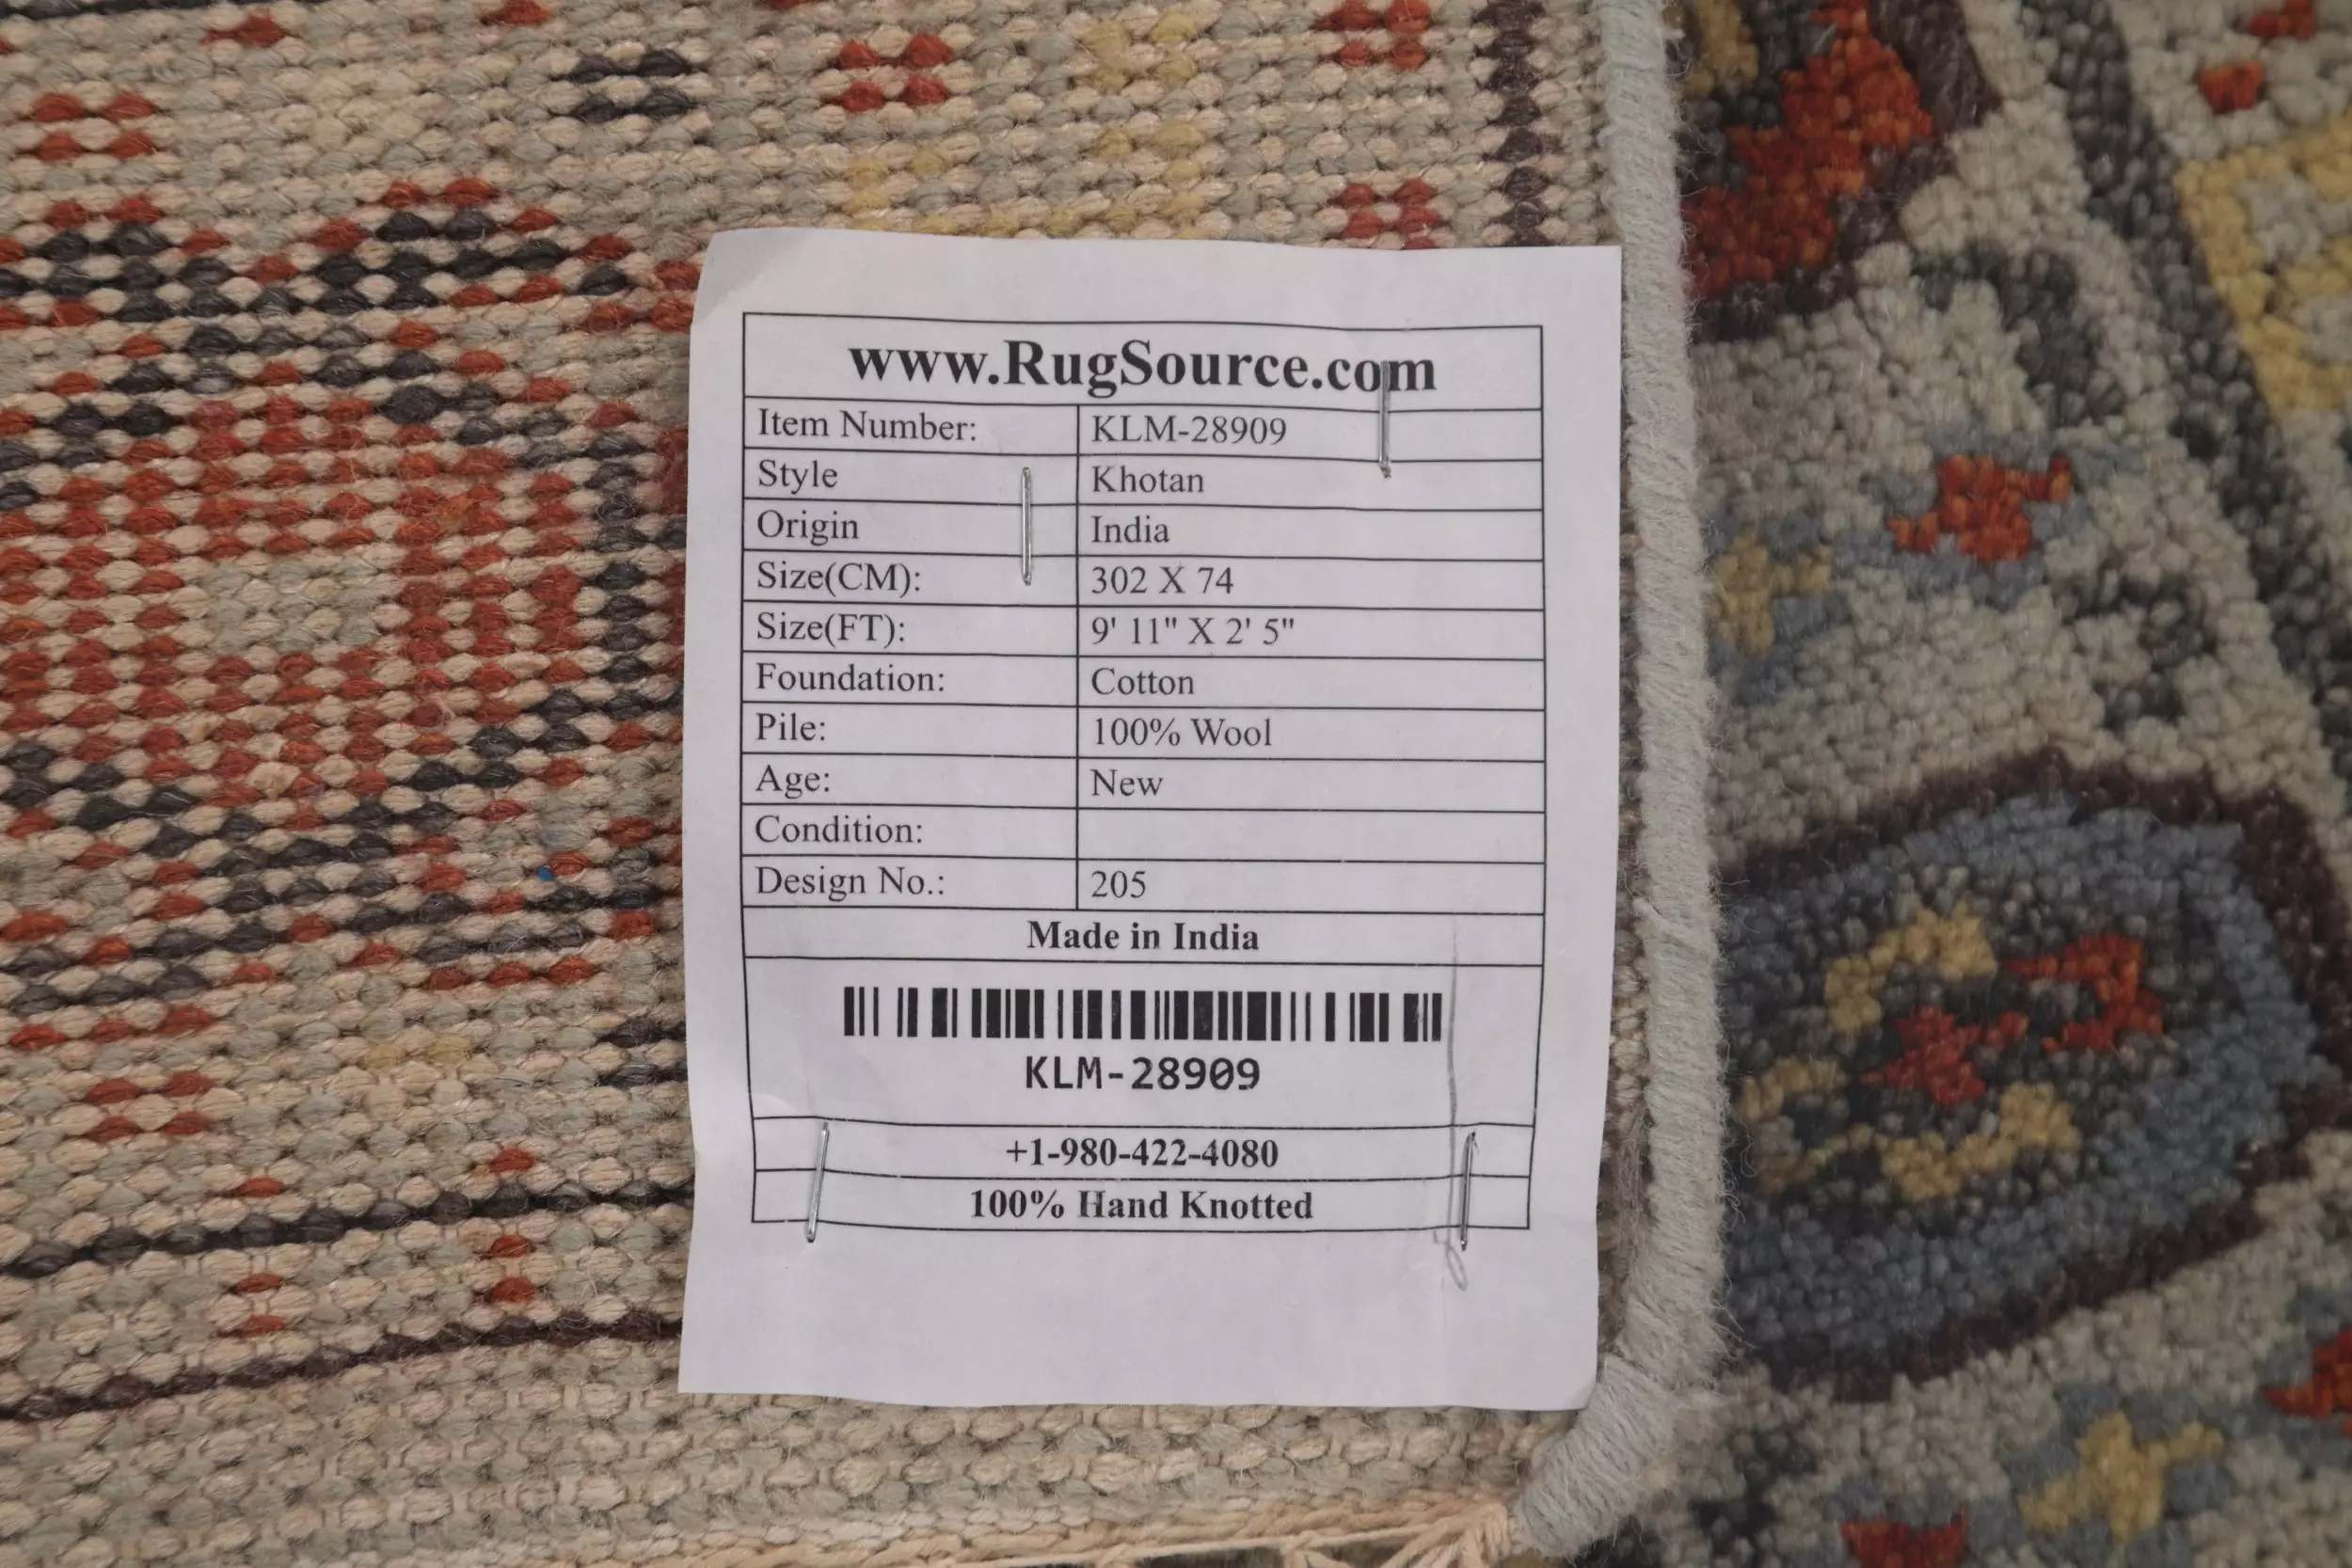 www.RugSource.com
Item Number: KLM-28909
Style Khotan
Origin India
Size(CM): 302 X 74
Size(FT): 9' 11" X 2' 5"
Foundation: Cotton
Pile: 100% Wool
Age: New
Condition:
Design No.: 205
Made in India
KLM-28909
+1-980-422-4080
100% Hand Knotted